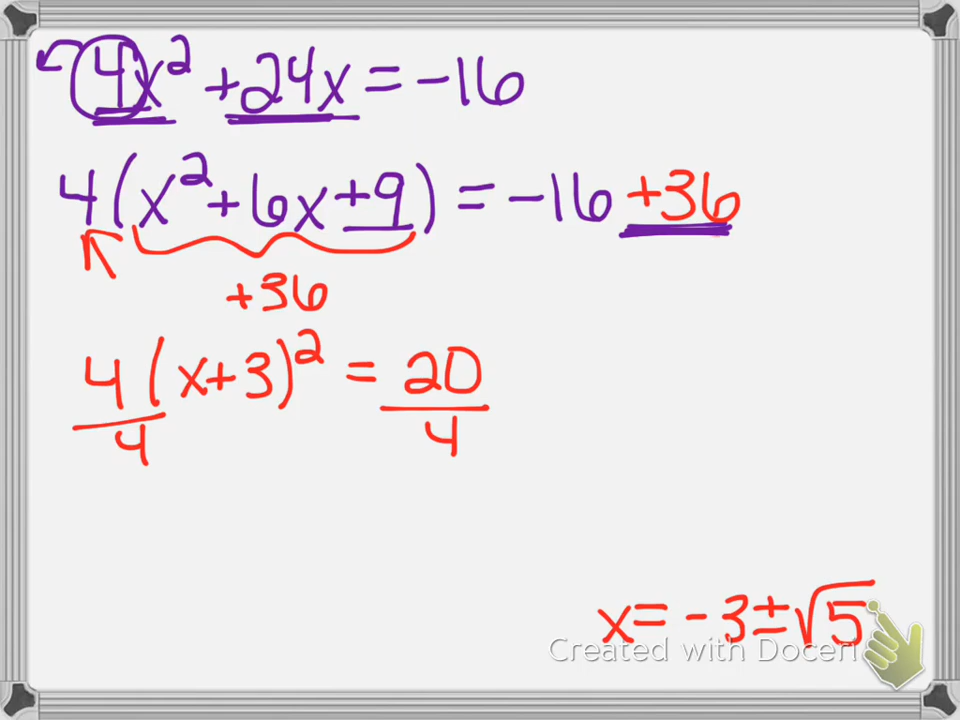 4x² + 24x = -16
4(x² + 6x + 9) = -16 + 36
+36
4(x+3)² = 20
4 4
x = -3 ± √5
Created with Doceri